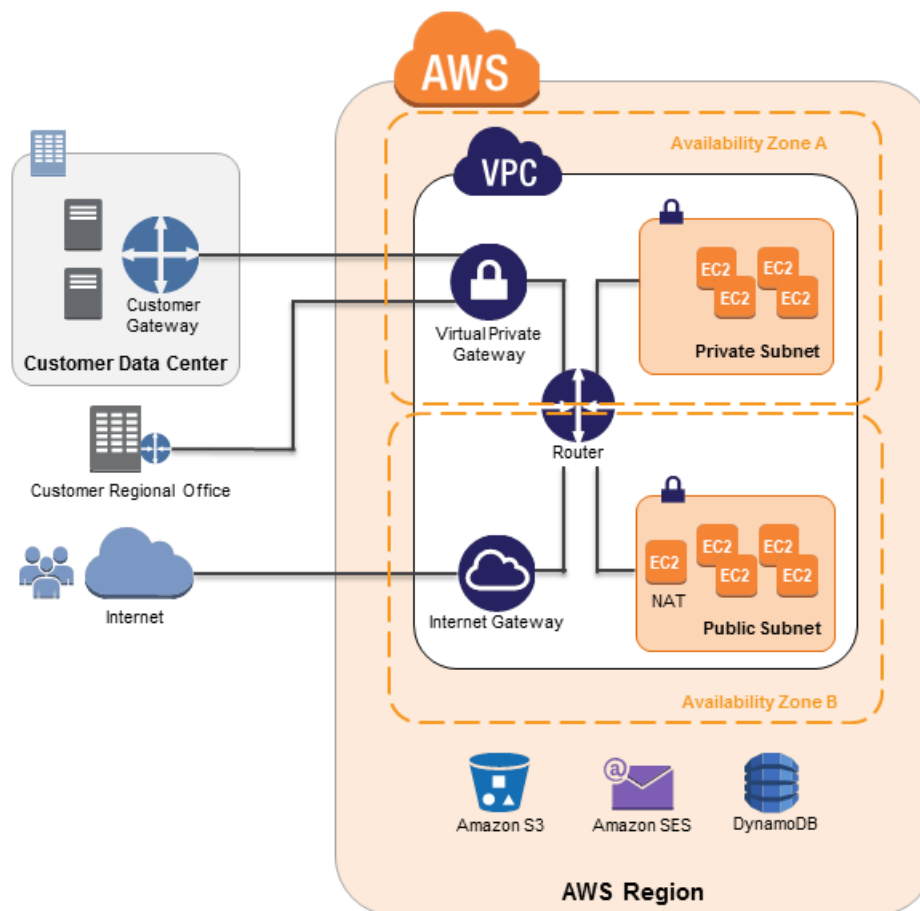 AWS
Availability Zone A
VPC
EC2
EC2
EC2
EC2
Private Subnet
Customer
Gateway
Customer Data Center
Virtual Private
Gateway
Router
Customer Regional Office
EC2
EC2
EC2
EC2
EC2
NAT
Public Subnet
Internet
Internet Gateway
Availability Zone B
@
Amazon S3
Amazon SES
DynamoDB
AWS Region